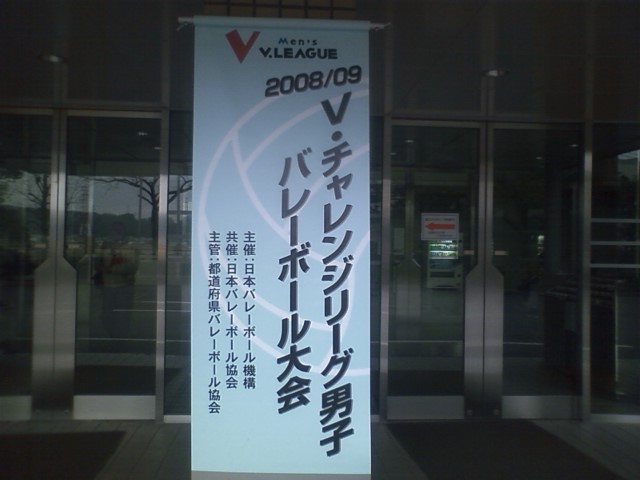 Men's
V.LEAGUE
2008/09
V・チャレンジリーグ男子
バレーボール大会
主催:日本バレーボール機構
共催:日本バレーボール協会
主管:都道府県バレーボール協会